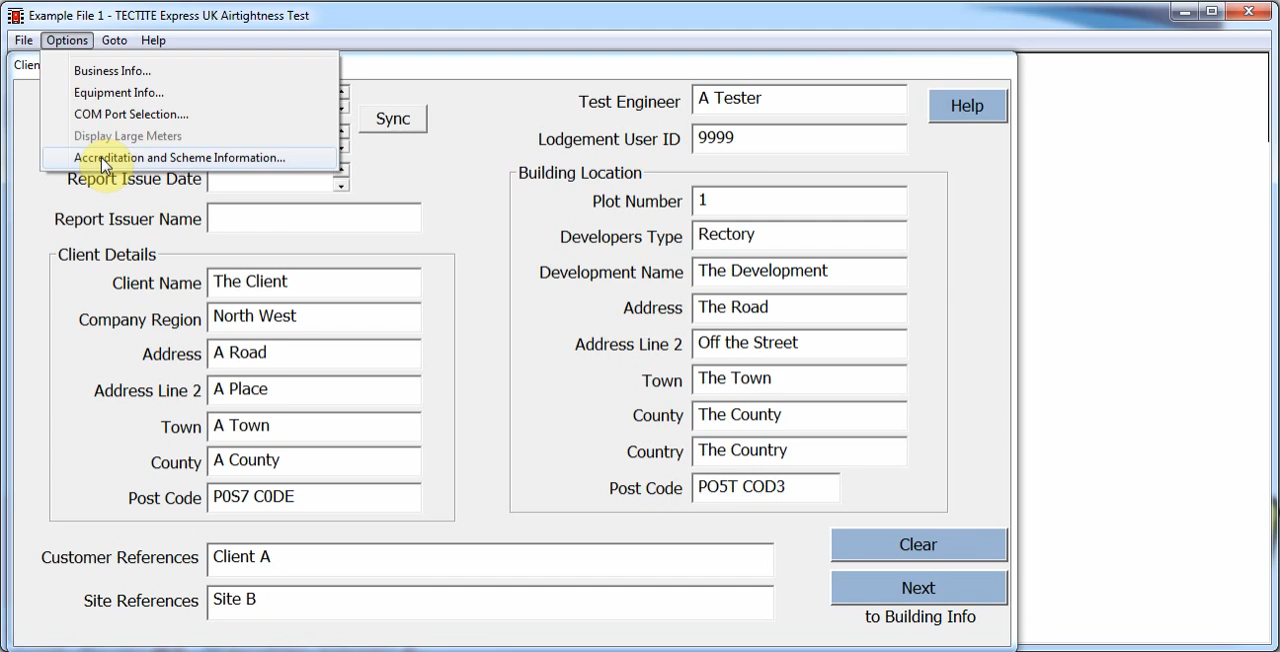 Example File 1 - TECTITE Express UK Airtightness Test
File Options Goto Help
Clien
Business Info...
Equipment Info...
COM Port Selection....
Display Large Meters
Accreditation and Scheme Information...
Sync
Report Issue Date
Report Issuer Name
Client Details
Client Name The Client
Company Region North West
Address A Road
Address Line 2 A Place
Town A Town
County A County
Post Code P0S7 C0DE
Test Engineer A Tester
Help
Lodgement User ID 9999
Building Location
Plot Number 1
Developers Type Rectory
Development Name The Development
Address The Road
Address Line 2 Off the Street
Town The Town
County The County
Country The Country
Post Code PO5T COD3
Customer References Client A
Site References Site B
Clear
Next
to Building Info